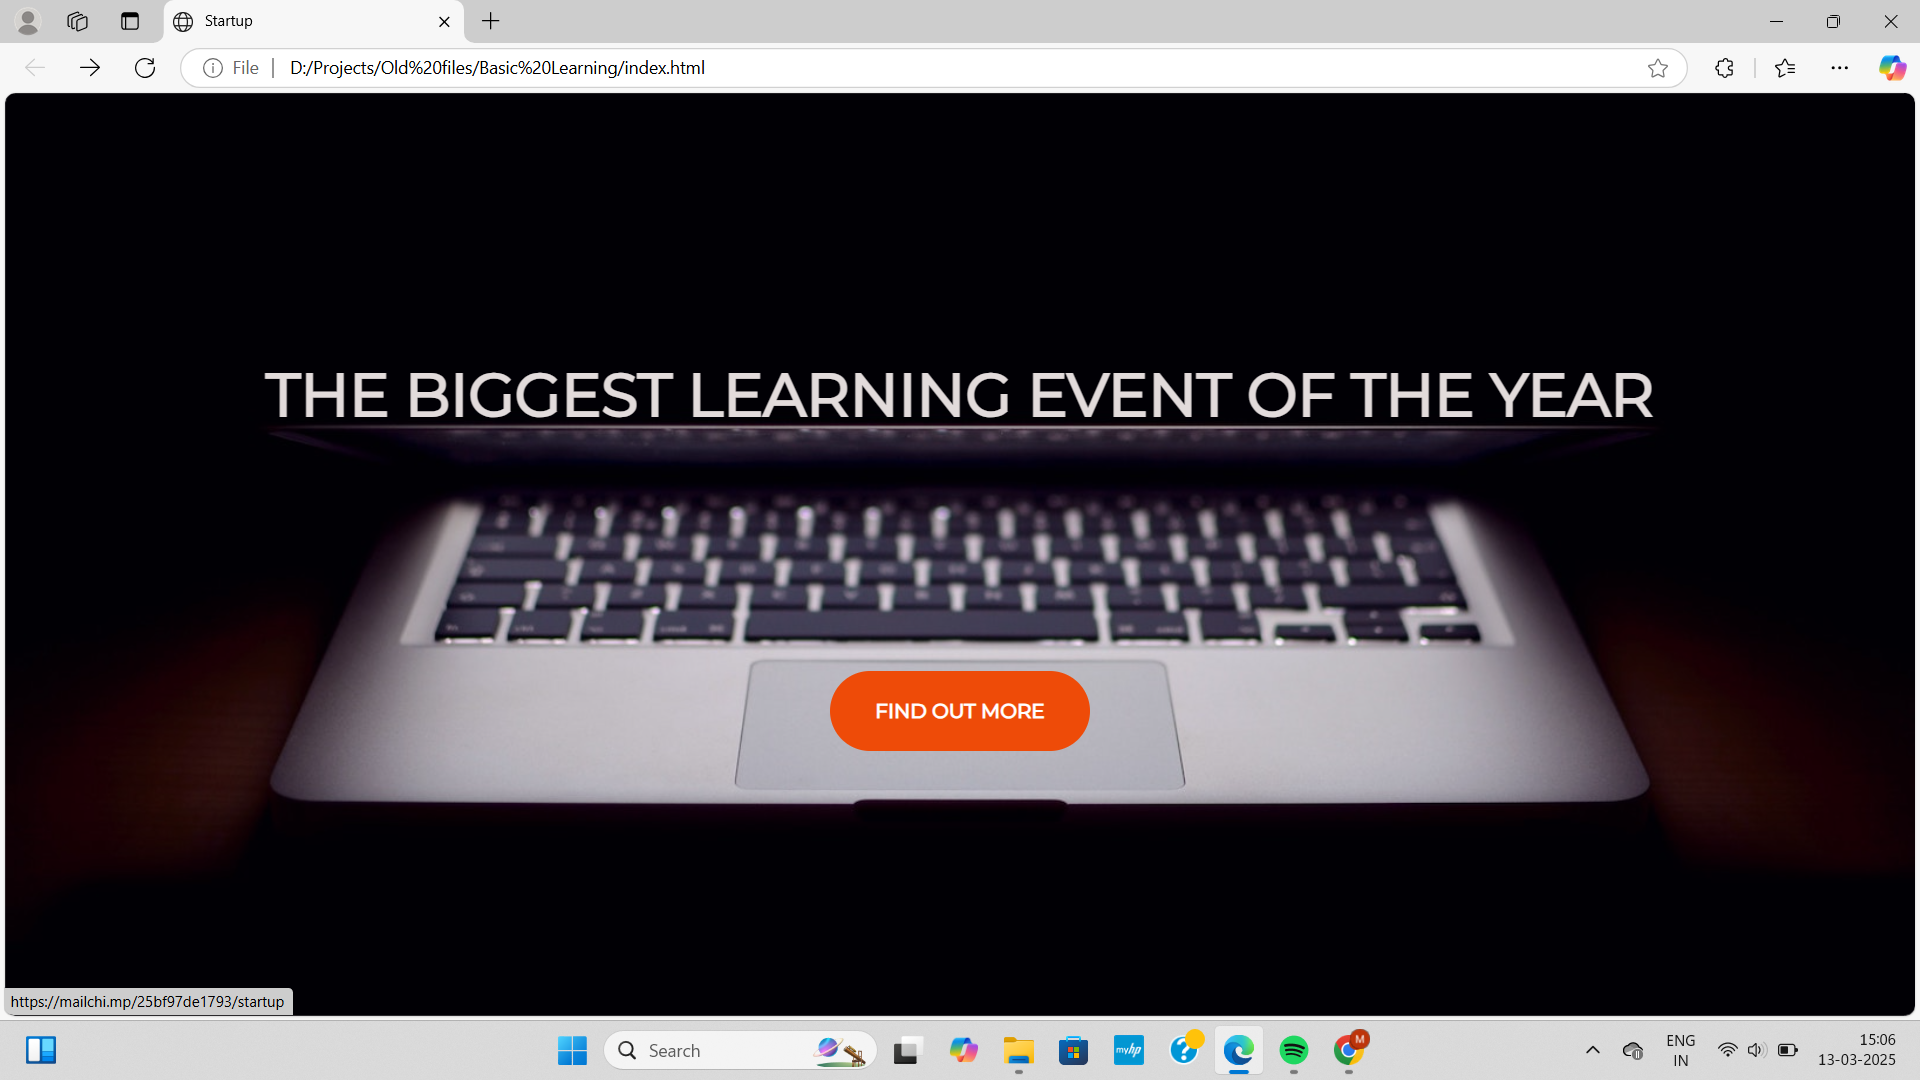 Startup
File
D:/Projects/Old%20files/Basic%20Learning/index.html
THE BIGGEST LEARNING EVENT OF THE YEAR
FIND OUT MORE
https://mailchi.mp/25bf97de1793/startup
Search
myhp
M
ENG
IN
15:06
13-03-2025